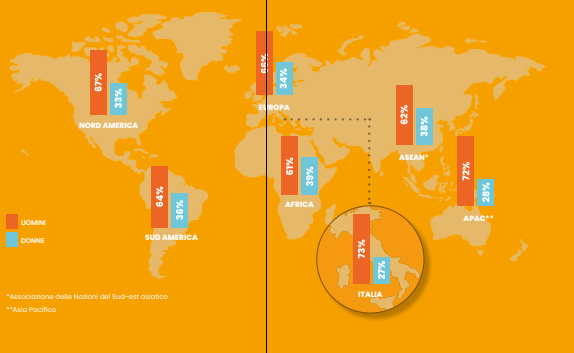 67%
33%
NORD AMERICA
66%
34%
EUROPA
62%
38%
ASEAN*
64%
36%
SUD AMERICA
61%
39%
AFRICA
72%
28%
APAC**
73%
27%
ITALIA
UOMINI
DONNE
*Associazione delle Nazioni del Sud-est asiatico
**Asia Pacifica